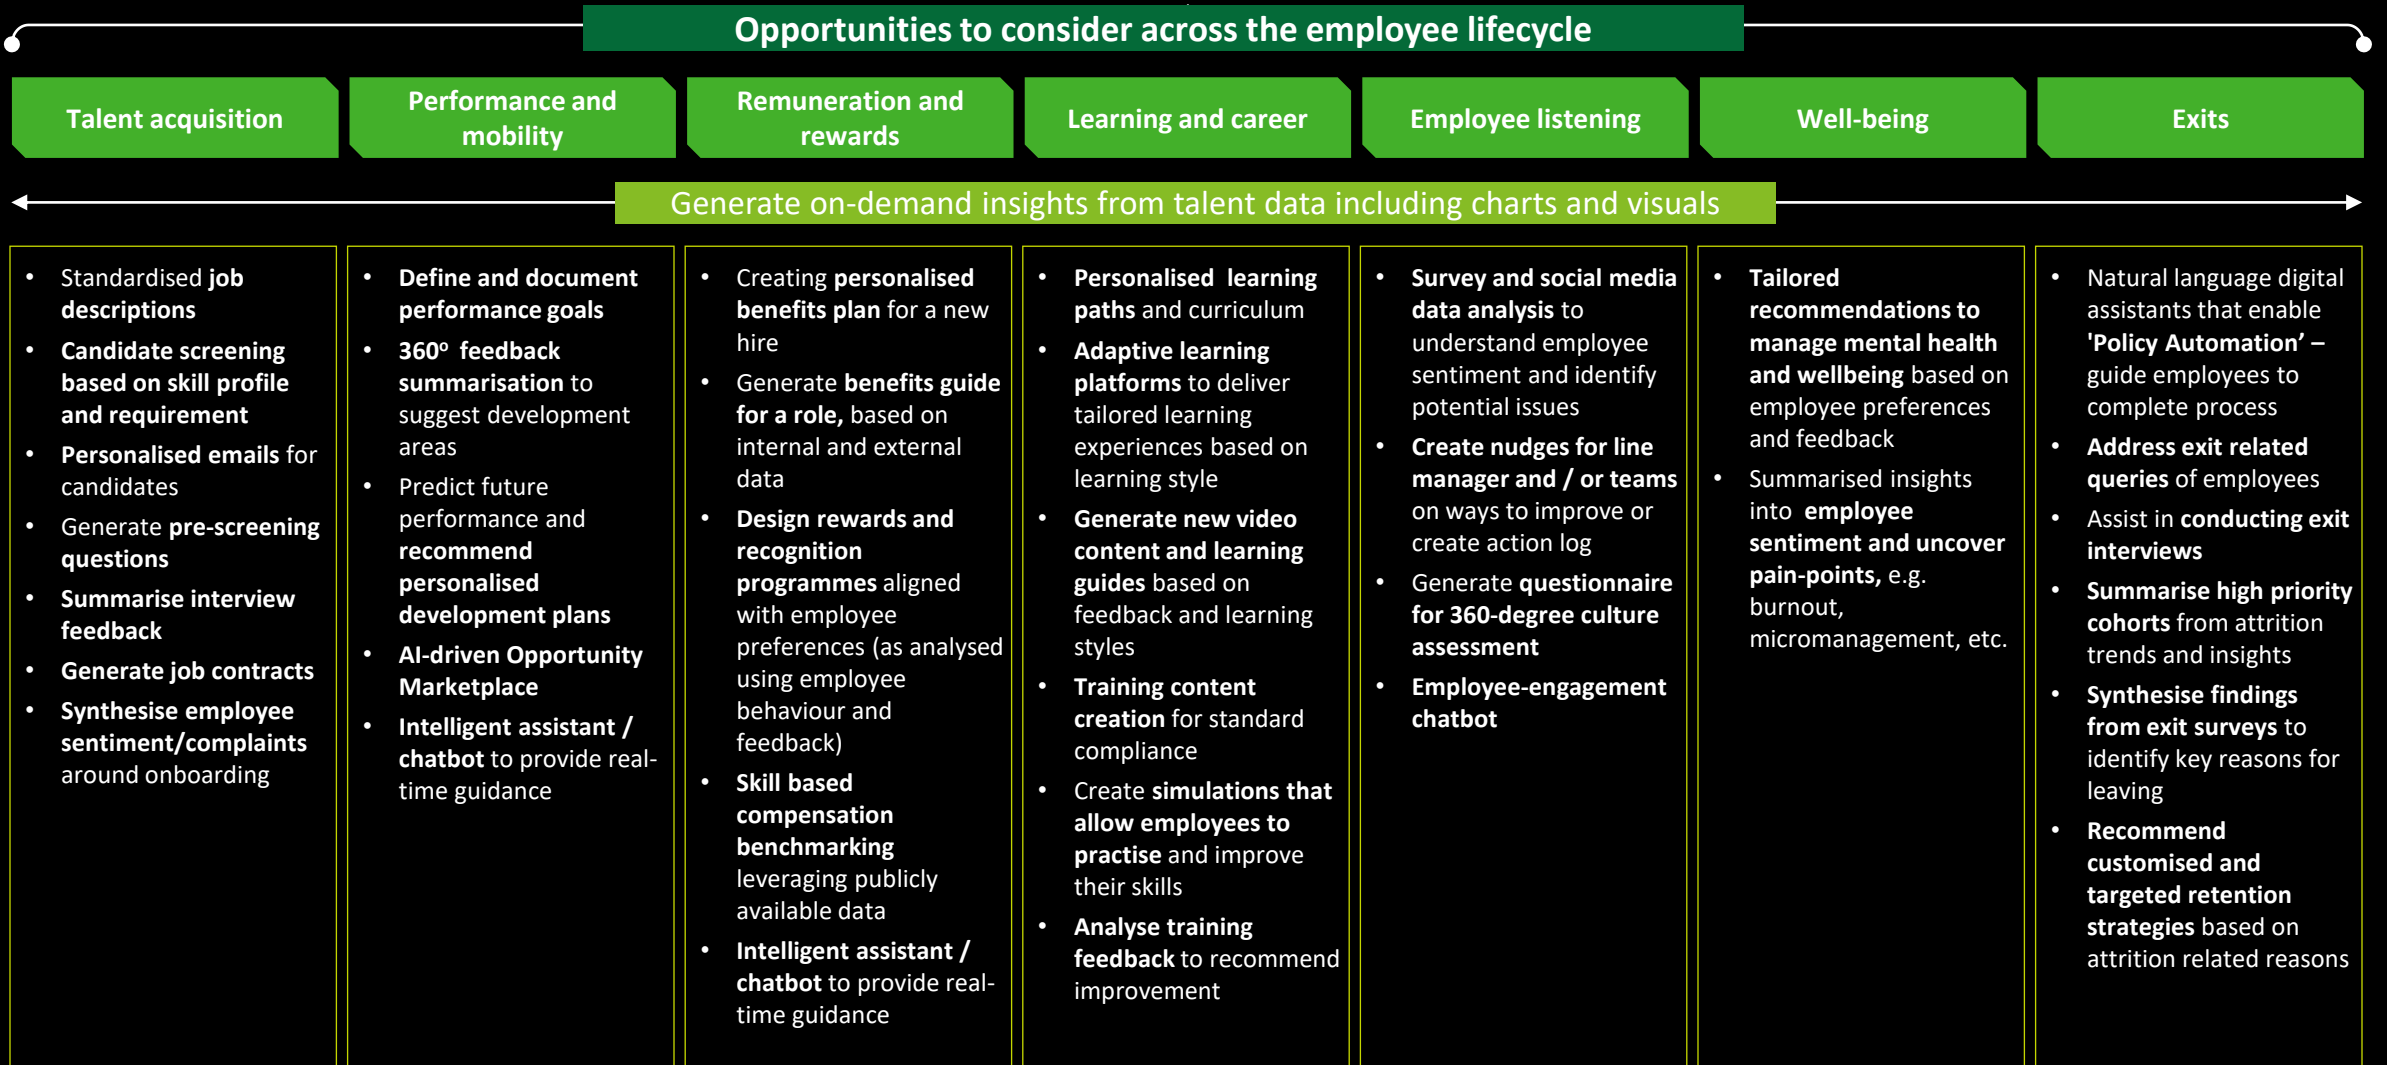 Opportunities to consider across the employee lifecycle
Talent acquisition
Performance and
mobility
Remuneration and
rewards
Learning and career
Employee listening
Well-being
Exits
Generate on-demand insights from talent data including charts and visuals
• Standardised job
descriptions
• Candidate screening
based on skill profile
and requirement
• Personalised emails for
candidates
• Generate pre-screening
questions
• Summarise interview
feedback
• Generate job contracts
• Synthesise employee
sentiment/complaints
around onboarding
• Define and document
performance goals
• 360º feedback
summarisation to
suggest development
areas
• Predict future
performance and
recommend
personalised
development plans
• AI-driven Opportunity
Marketplace
• Intelligent assistant /
chatbot to provide real-
time guidance
• Creating personalised
benefits plan for a new
hire
• Generate benefits guide
for a role, based on
internal and external
data
• Design rewards and
recognition
programmes aligned
with employee
preferences (as analysed
using employee
behaviour and
feedback)
• Skill based
compensation
benchmarking
leveraging publicly
available data
• Intelligent assistant /
chatbot to provide real-
time guidance
• Personalised learning
paths and curriculum
• Adaptive learning
platforms to deliver
tailored learning
experiences based on
learning style
• Generate new video
content and learning
guides based on
feedback and learning
styles
• Training content
creation for standard
compliance
• Create simulations that
allow employees to
practise and improve
their skills
• Analyse training
feedback to recommend
improvement
• Survey and social media
data analysis to
understand employee
sentiment and identify
potential issues
• Create nudges for line
manager and / or teams
on ways to improve or
create action log
• Generate questionnaire
for 360-degree culture
assessment
• Employee-engagement
chatbot
• Tailored
recommendations to
manage mental health
and wellbeing based on
employee preferences
and feedback
• Summarised insights
into employee
sentiment and uncover
pain-points, e.g.
burnout,
micromanagement, etc.
• Natural language digital
assistants that enable
'Policy Automation’ –
guide employees to
complete process
• Address exit related
queries of employees
• Assist in conducting exit
interviews
• Summarise high priority
cohorts from attrition
trends and insights
• Synthesise findings
from exit surveys to
identify key reasons for
leaving
• Recommend
customised and
targeted retention
strategies based on
attrition related reasons